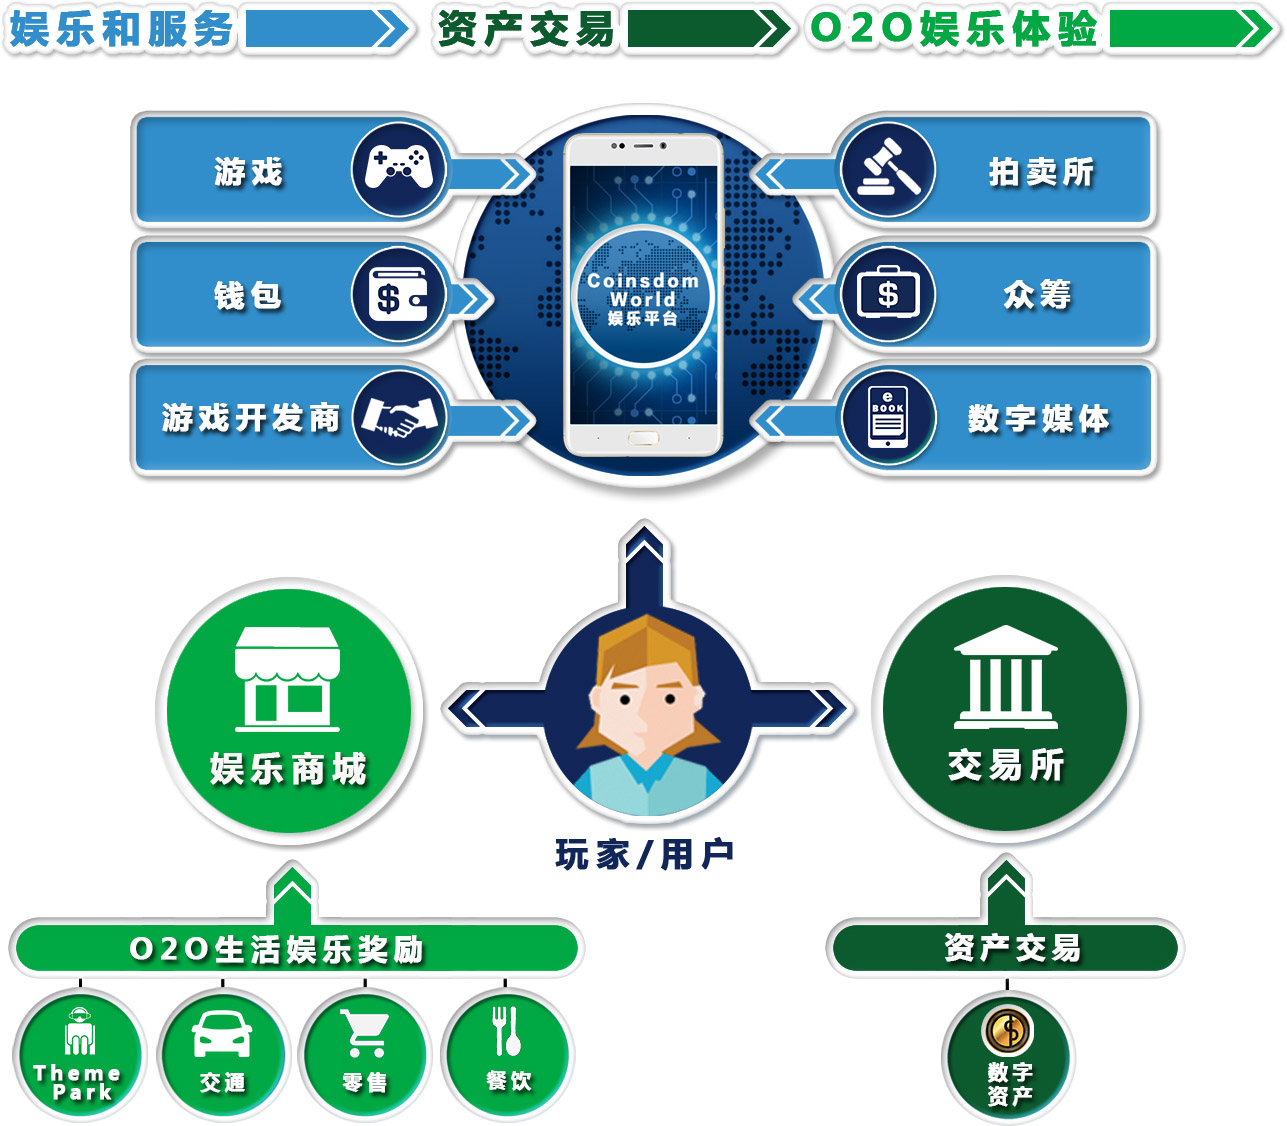 娱乐和服务
资产交易
O2O娱乐体验
游戏
拍卖所
钱包
众筹
游戏开发商
数字媒体
e
BOOK
Coinsdom
World
娱乐平台
娱乐商城
交易所
玩家/用户
O2O生活娱乐奖励
资产交易
Theme
Park
交通
零售
餐饮
数字
资产